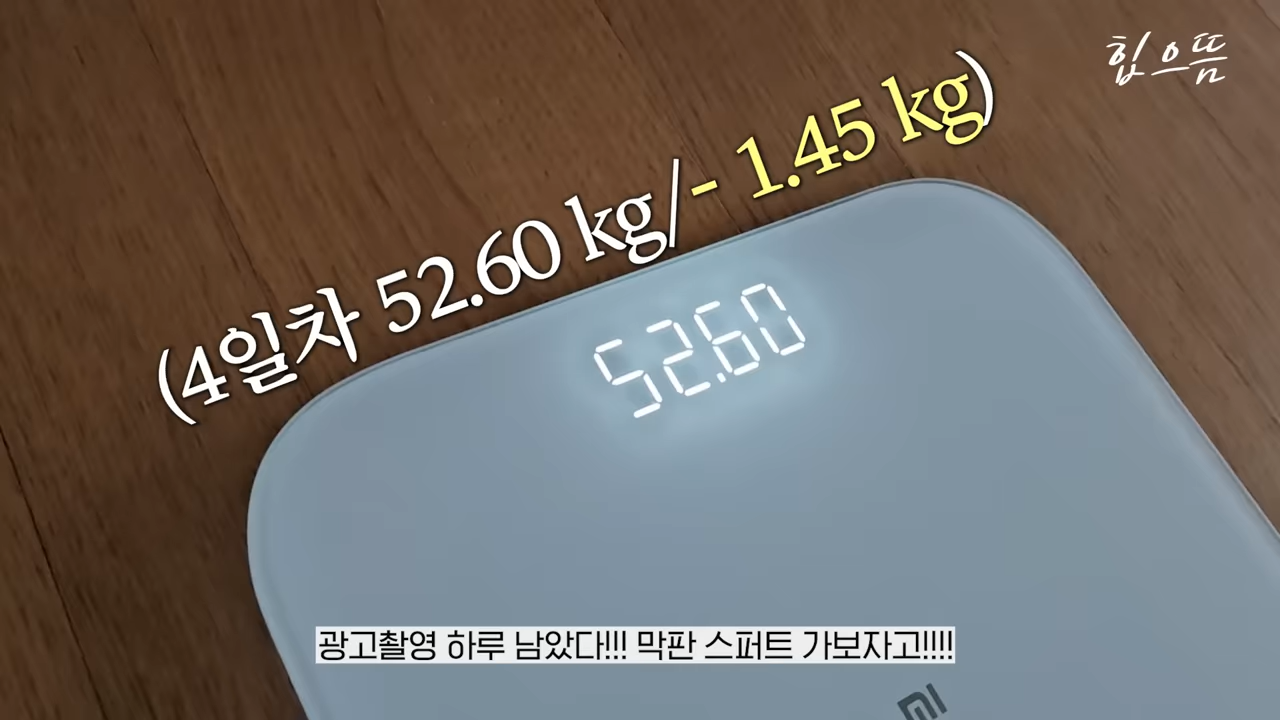 힙으뜸
(4일차 52.60 kg/- 1.45 kg)
52.60
광고촬영 하루 남았다!!! 막판 스퍼트 가보자고!!!!
mi